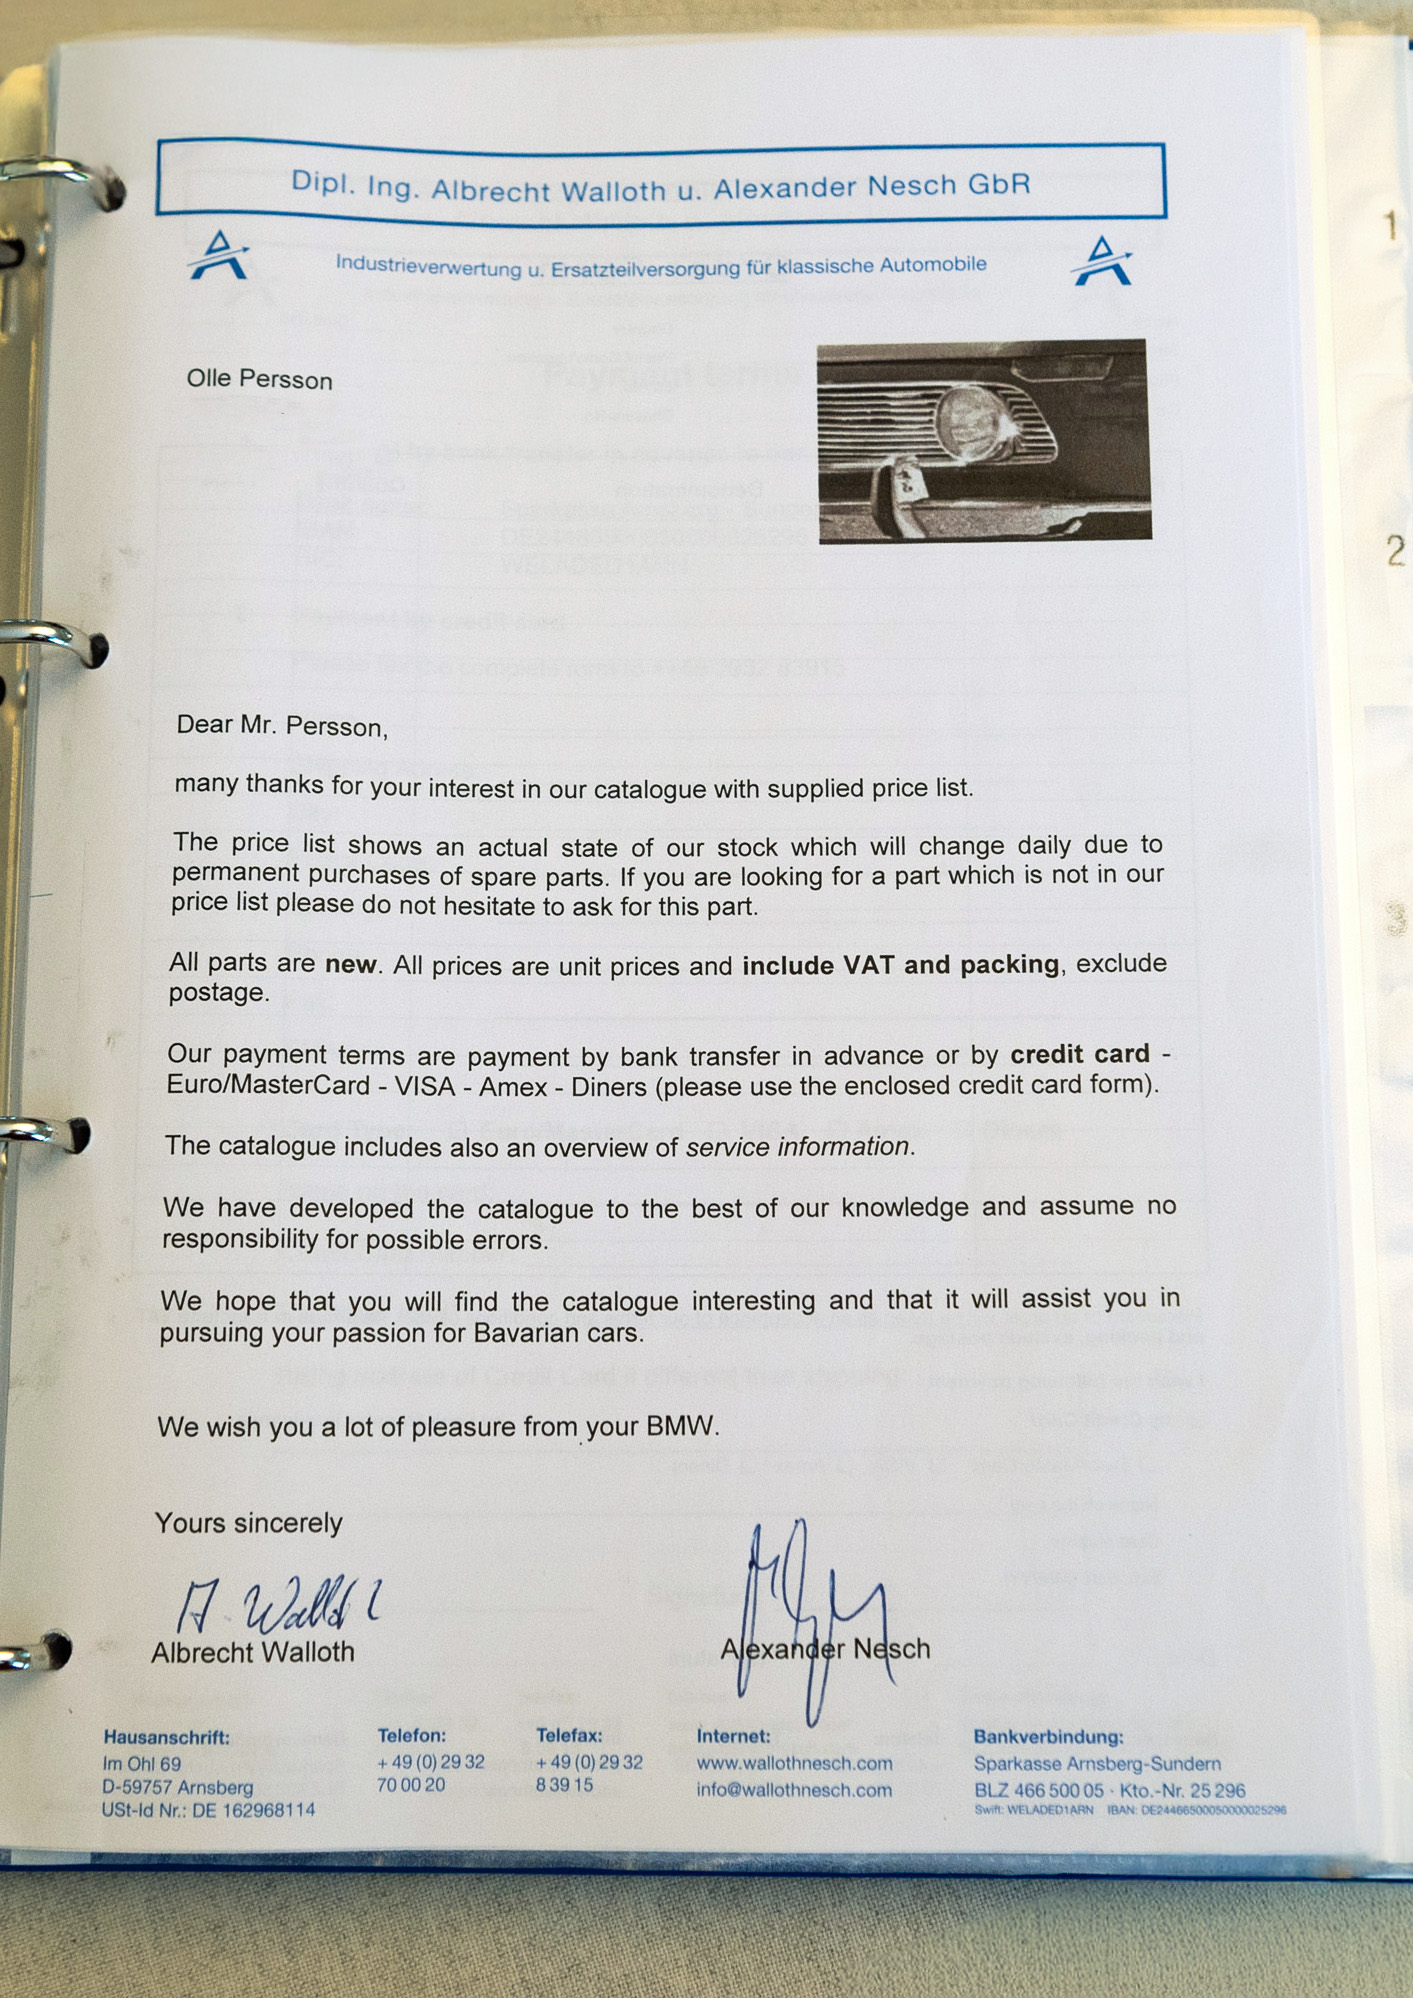 Dipl. Ing. Albrecht Walloth u. Alexander Nesch GbR
Industrieverwertung u. Ersatzteilversorgung für klassische Automobile
Olle Persson
Dear Mr. Persson,
many thanks for your interest in our catalogue with supplied price list.
The price list shows an actual state of our stock which will change daily due to
permanent purchases of spare parts. If you are looking for a part which is not in our
price list please do not hesitate to ask for this part.
All parts are new. All prices are unit prices and include VAT and packing, exclude
postage.
Our payment terms are payment by bank transfer in advance or by credit card -
Euro/MasterCard - VISA - Amex - Diners (please use the enclosed credit card form).
The catalogue includes also an overview of service information.
We have developed the catalogue to the best of our knowledge and assume no
responsibility for possible errors.
We hope that you will find the catalogue interesting and that it will assist you in
pursuing your passion for Bavarian cars.
We wish you a lot of pleasure from your BMW.
Yours sincerely
A. Walloth
Albrecht Walloth Alexander Nesch
Hausanschrift: Telefon: Telefax: Internet: Bankverbindung:
Im Ohl 69 + 49 (0) 29 32 + 49 (0) 29 32 www.wallothnesch.com Sparkasse Arnsberg-Sundern
D-59757 Arnsberg 70 00 20 8 39 15 info@wallothnesch.com BLZ 466 500 05 · Kto.-Nr. 25 296
USt-Id Nr.: DE 162968114 Swift: WELADED1ARN IBAN: DE24466500050000025296
1
2
3